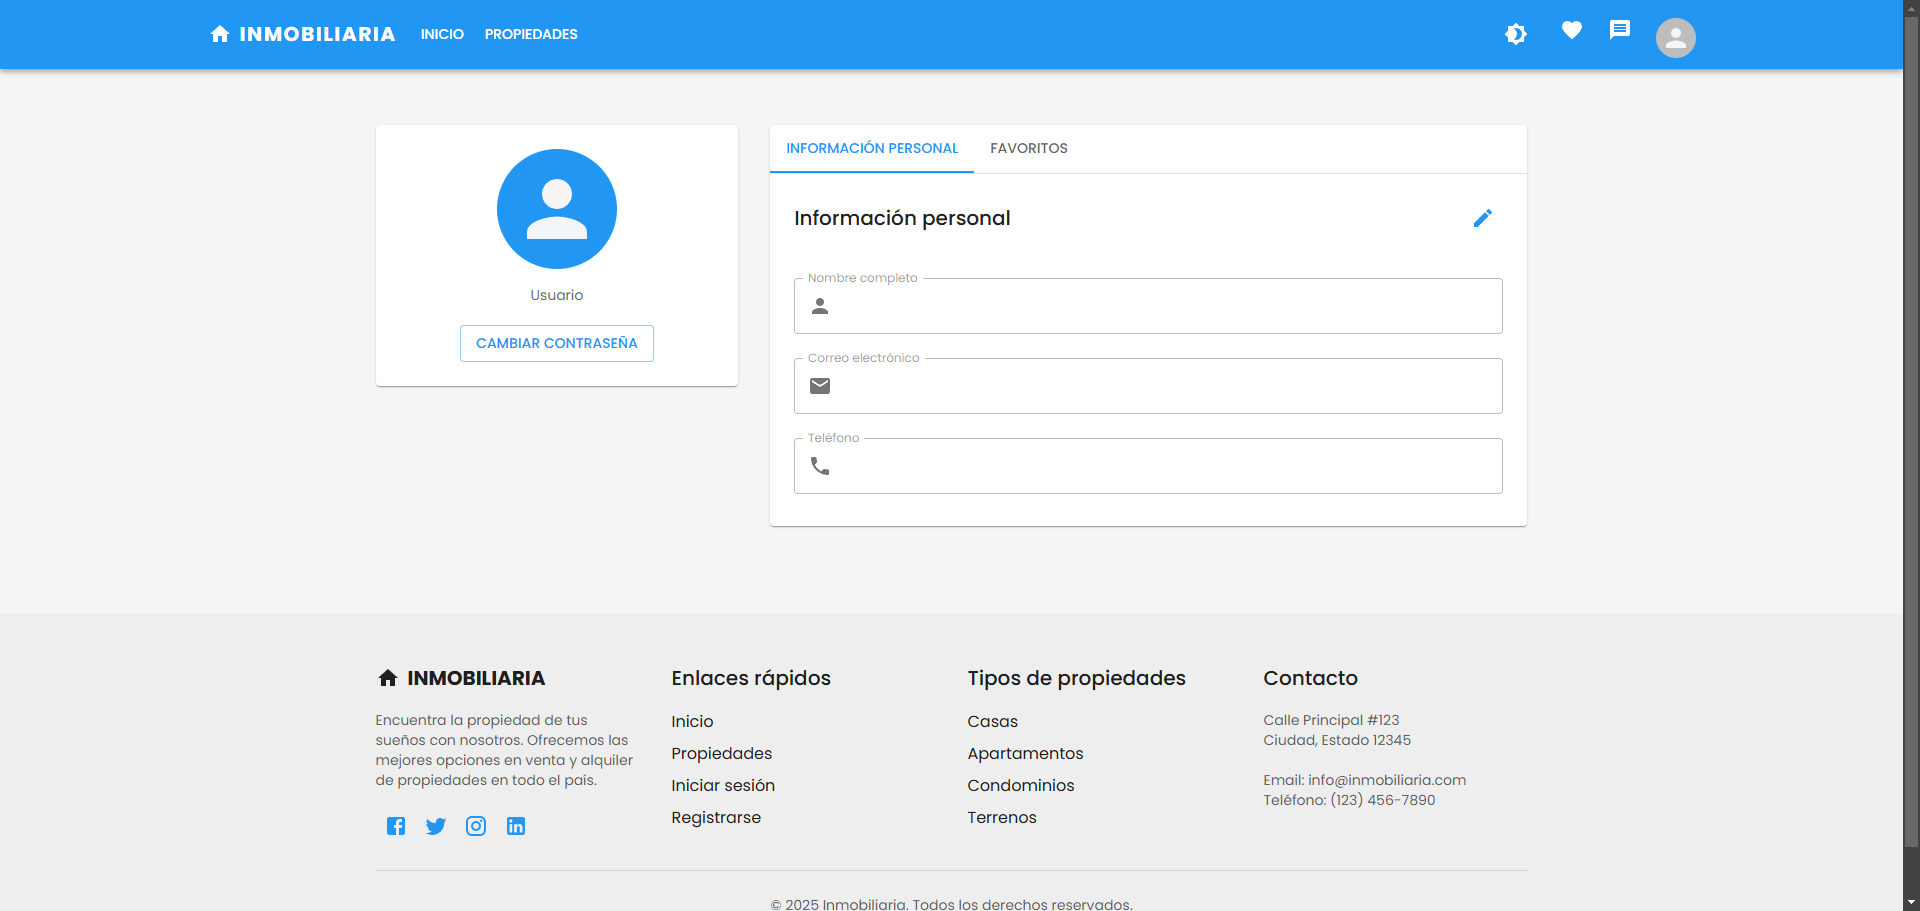 INMOBILIARIA
INICIO
PROPIEDADES
Usuario
CAMBIAR CONTRASEÑA
INFORMACIÓN PERSONAL
FAVORITOS
Información personal
Nombre completo
Correo electrónico
Teléfono
INMOBILIARIA
Encuentra la propiedad de tus
sueños con nosotros. Ofrecemos las
mejores opciones en venta y alquiler
de propiedades en todo el país.
Enlaces rápidos
Inicio
Propiedades
Iniciar sesión
Registrarse
Tipos de propiedades
Casas
Apartamentos
Condominios
Terrenos
Contacto
Calle Principal #123
Ciudad, Estado 12345
Email: info@inmobiliaria.com
Teléfono: (123) 456-7890
© 2025 Inmobiliaria. Todos los derechos reservados.